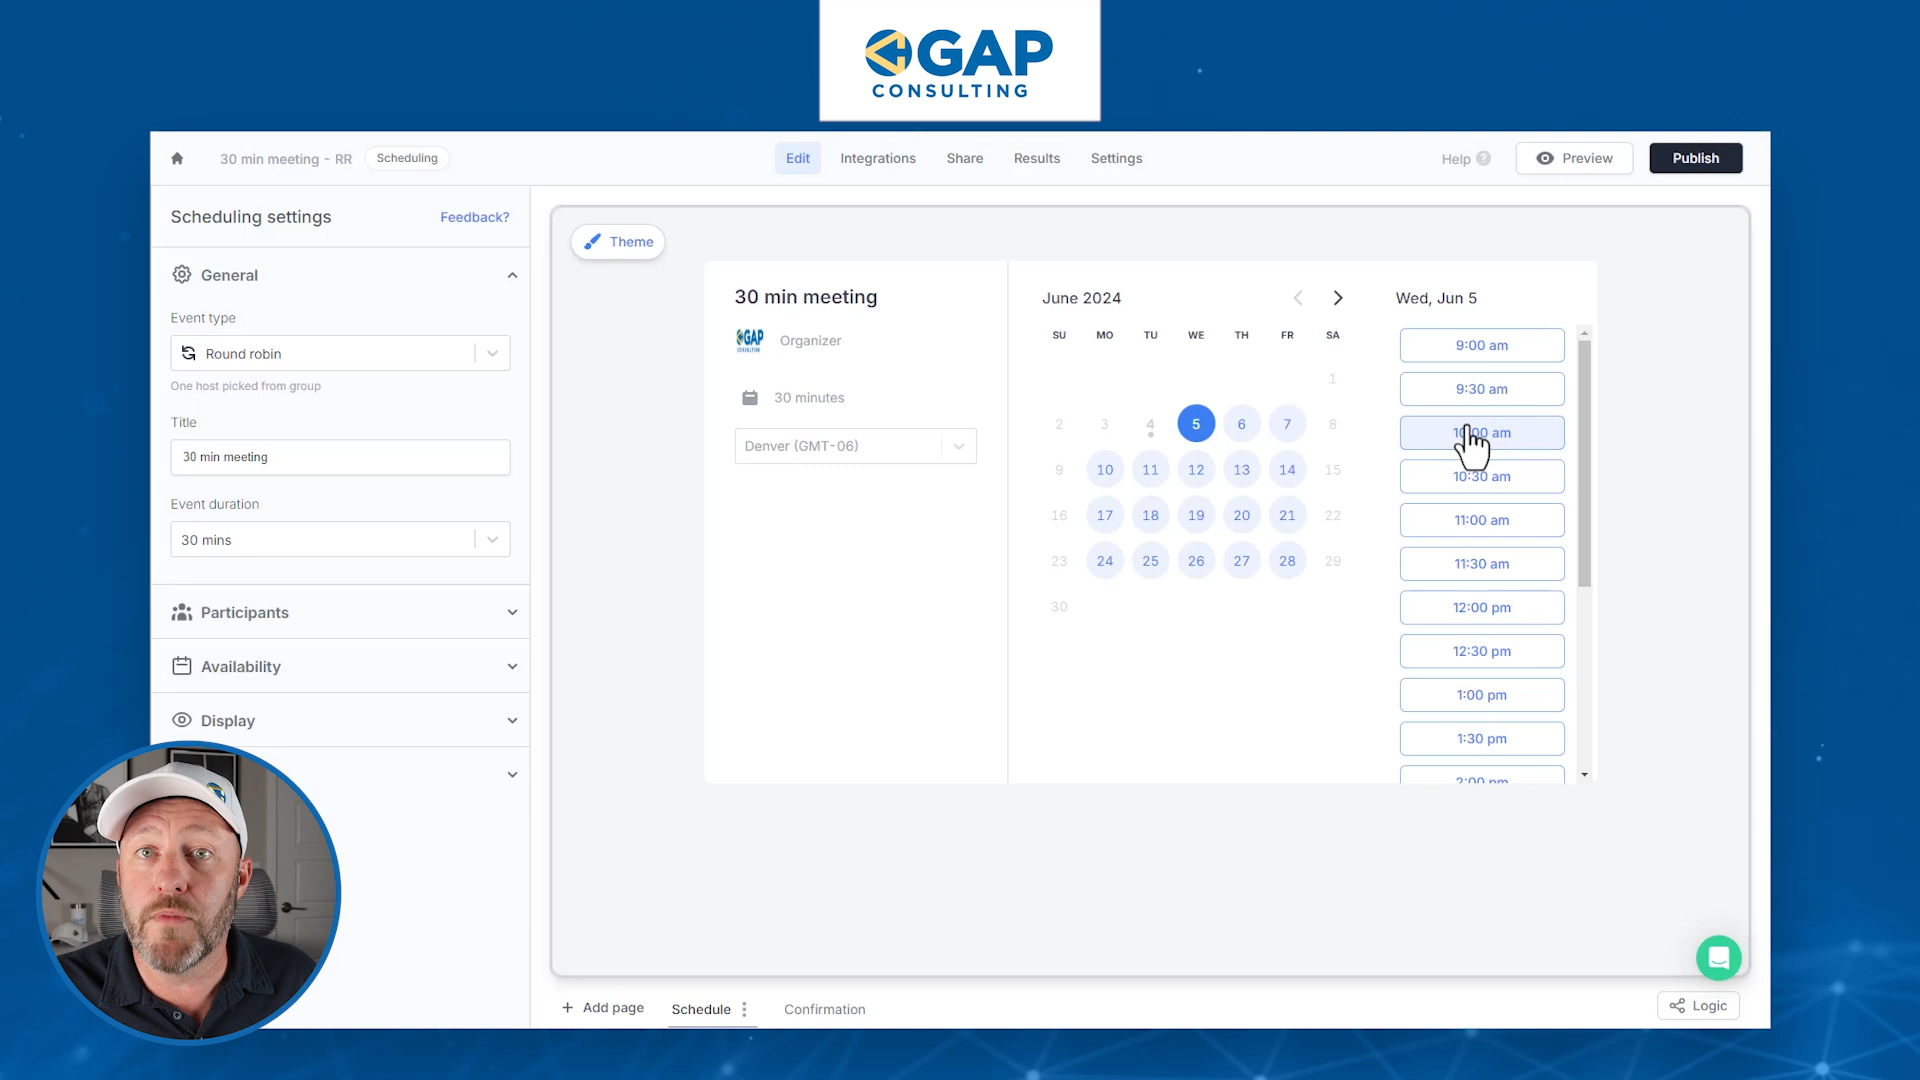 GAP
CONSULTING
30 min meeting - RR
Scheduling
Edit
Integrations
Share
Results
Settings
Help
Preview
Publish
Scheduling settings
Feedback?
General
Event type
Round robin
One host picked from group
Title
30 min meeting
Event duration
30 mins
Participants
Availability
Display
Theme
30 min meeting
GAP
CONSULTING
Organizer
30 minutes
Denver (GMT-06)
June 2024
SU MO TU WE TH FR SA
1
2 3 4 5 6 7 8
9 10 11 12 13 14 15
16 17 18 19 20 21 22
23 24 25 26 27 28 29
30
Wed, Jun 5
9:00 am
9:30 am
10:00 am
10:30 am
11:00 am
11:30 am
12:00 pm
12:30 pm
1:00 pm
1:30 pm
2:00 pm
+ Add page
Schedule
Confirmation
Logic